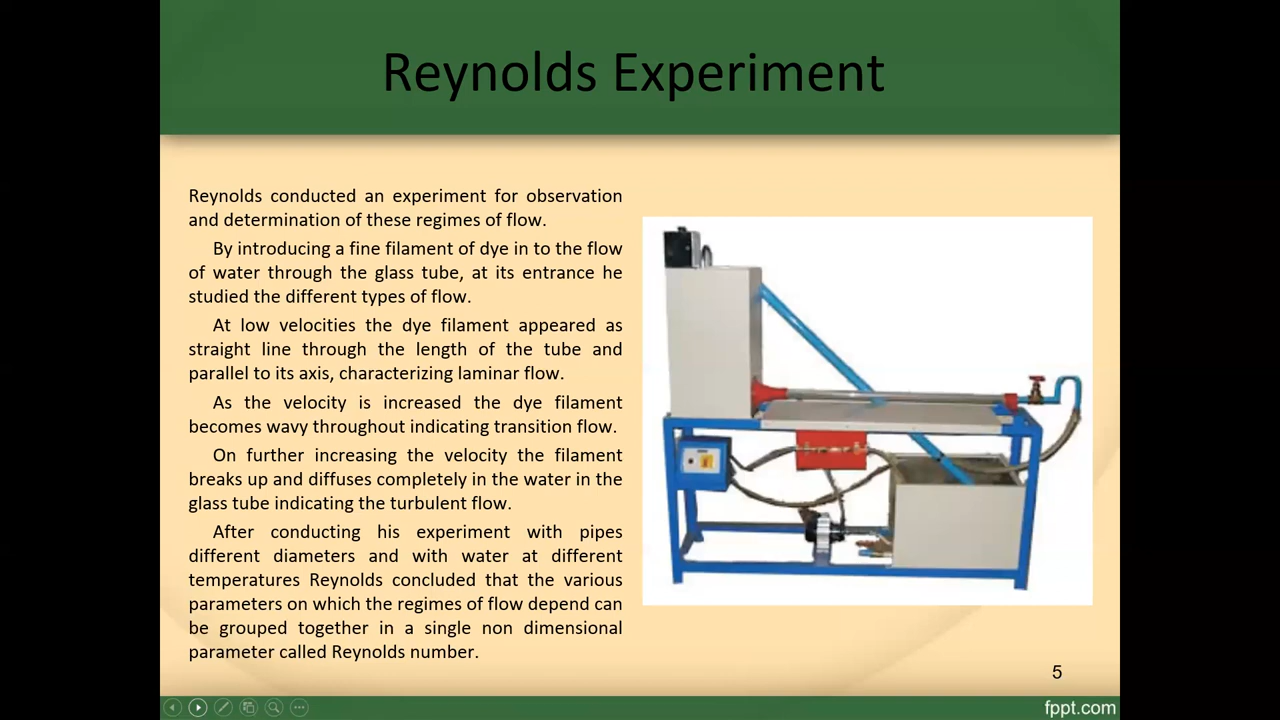 Reynolds Experiment
Reynolds conducted an experiment for observation
and determination of these regimes of flow.
By introducing a fine filament of dye in to the flow
of water through the glass tube, at its entrance he
studied the different types of flow.
At low velocities the dye filament appeared as
straight line through the length of the tube and
parallel to its axis, characterizing laminar flow.
As the velocity is increased the dye filament
becomes wavy throughout indicating transition flow.
On further increasing the velocity the filament
breaks up and diffuses completely in the water in the
glass tube indicating the turbulent flow.
After conducting his experiment with pipes
different diameters and with water at different
temperatures Reynolds concluded that the various
parameters on which the regimes of flow depend can
be grouped together in a single non dimensional
parameter called Reynolds number.
5
fppt.com